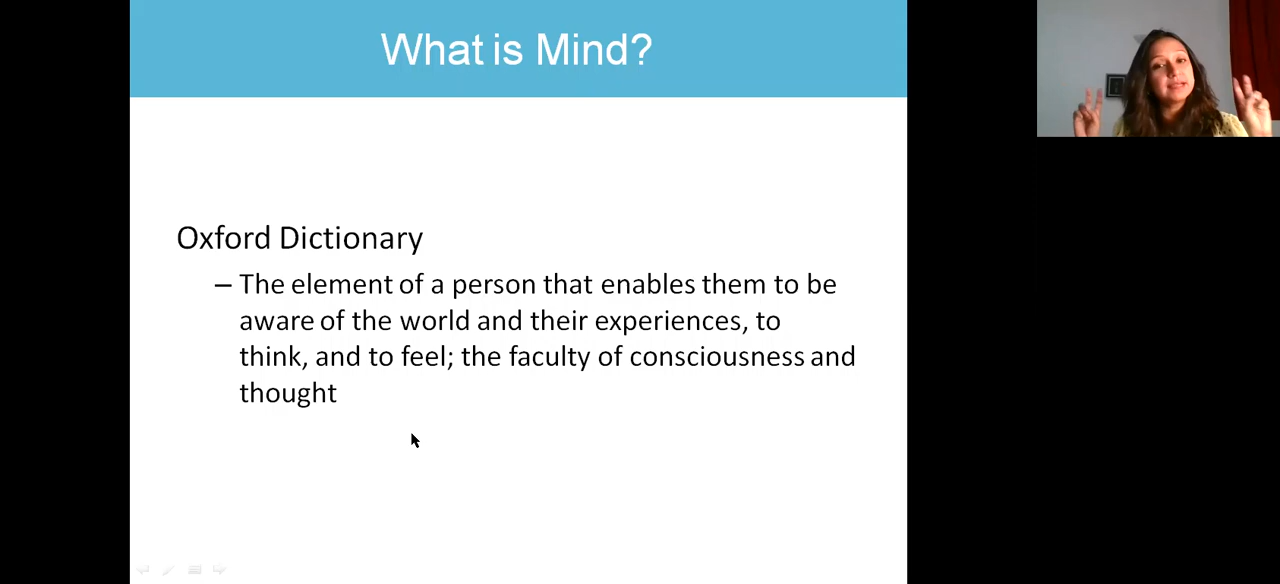 What is Mind?
Oxford Dictionary
– The element of a person that enables them to be
aware of the world and their experiences, to
think, and to feel; the faculty of consciousness and
thought